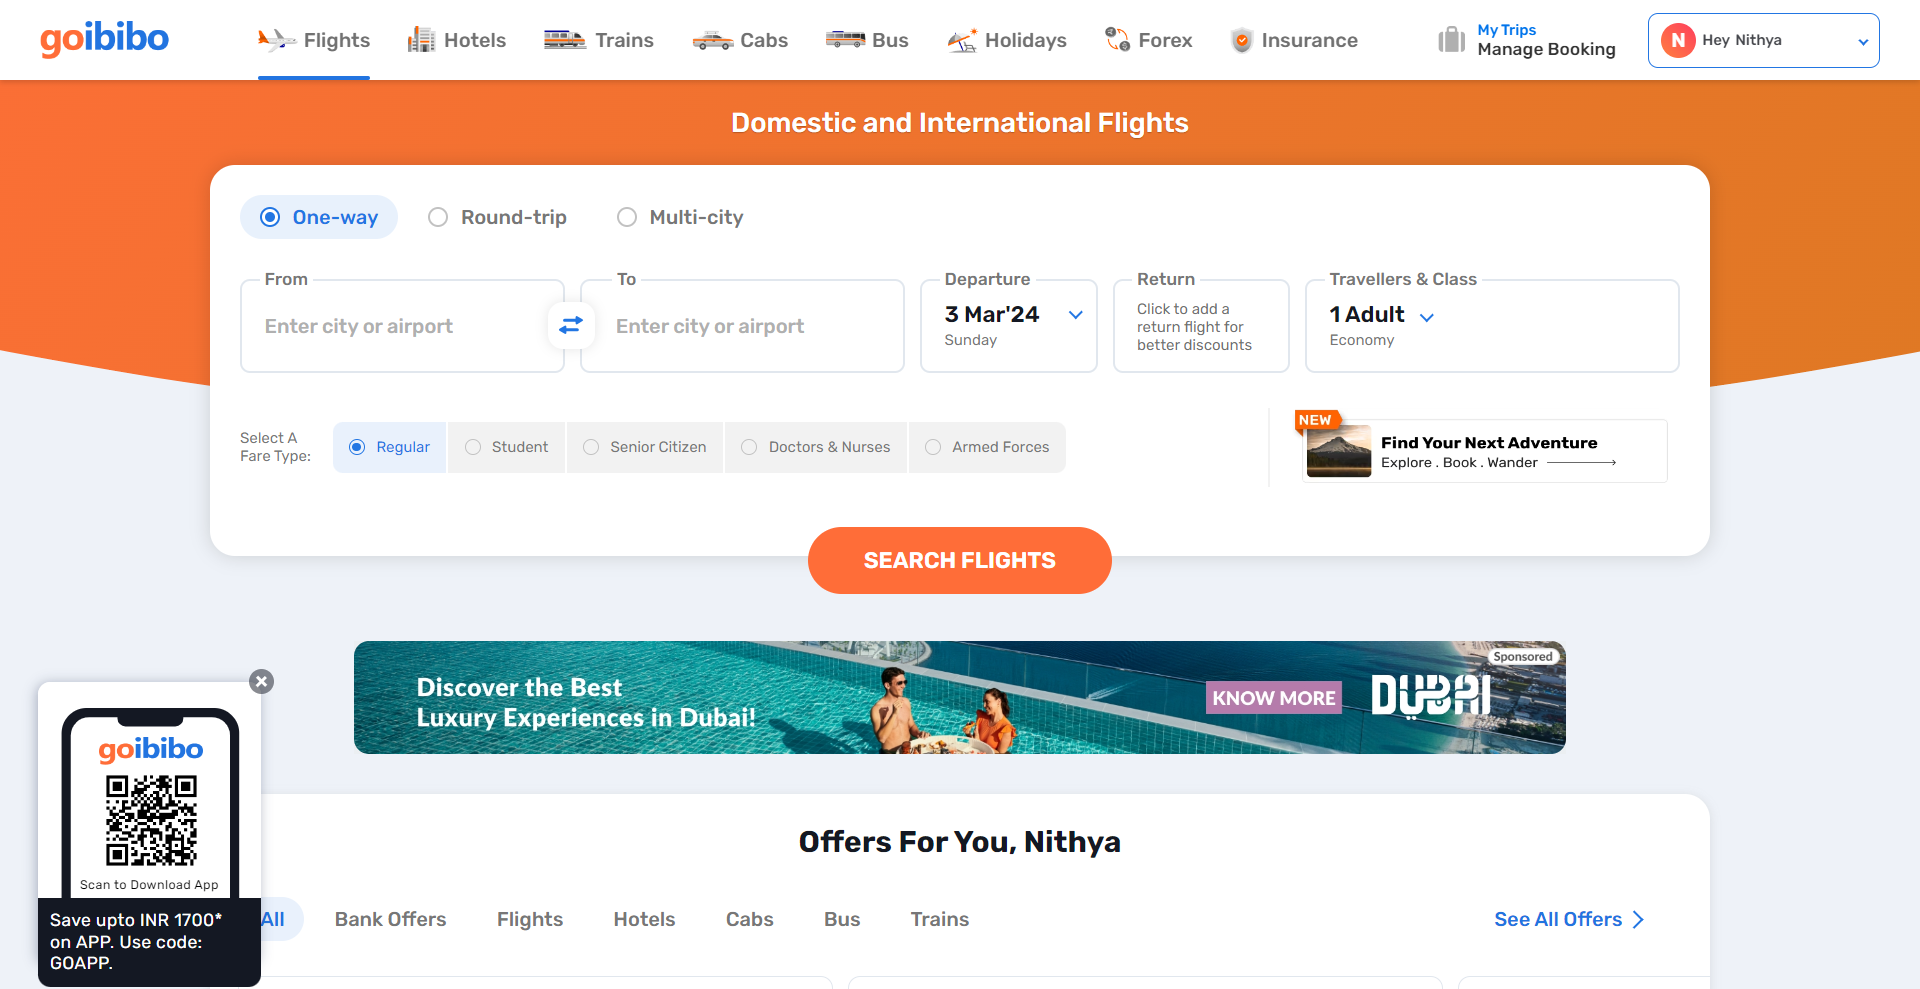 goibibo
Flights
Hotels
Trains
Cabs
Bus
Holidays
Forex
Insurance
My Trips
Manage Booking
N
Hey Nithya
Domestic and International Flights
One-way
Round-trip
Multi-city
From
Enter city or airport
To
Enter city or airport
Departure
3 Mar'24
Sunday
Return
Click to add a
return flight for
better discounts
Travellers & Class
1 Adult
Economy
Select A
Fare Type:
Regular
Student
Senior Citizen
Doctors & Nurses
Armed Forces
NEW
Find Your Next Adventure
Explore . Book . Wander
SEARCH FLIGHTS
Discover the Best
Luxury Experiences in Dubai!
KNOW MORE
Sponsored
DUBAI
goibibo
Scan to Download App
Save upto INR 1700*
on APP. Use code:
GOAPP.
Offers For You, Nithya
All
Bank Offers
Flights
Hotels
Cabs
Bus
Trains
See All Offers